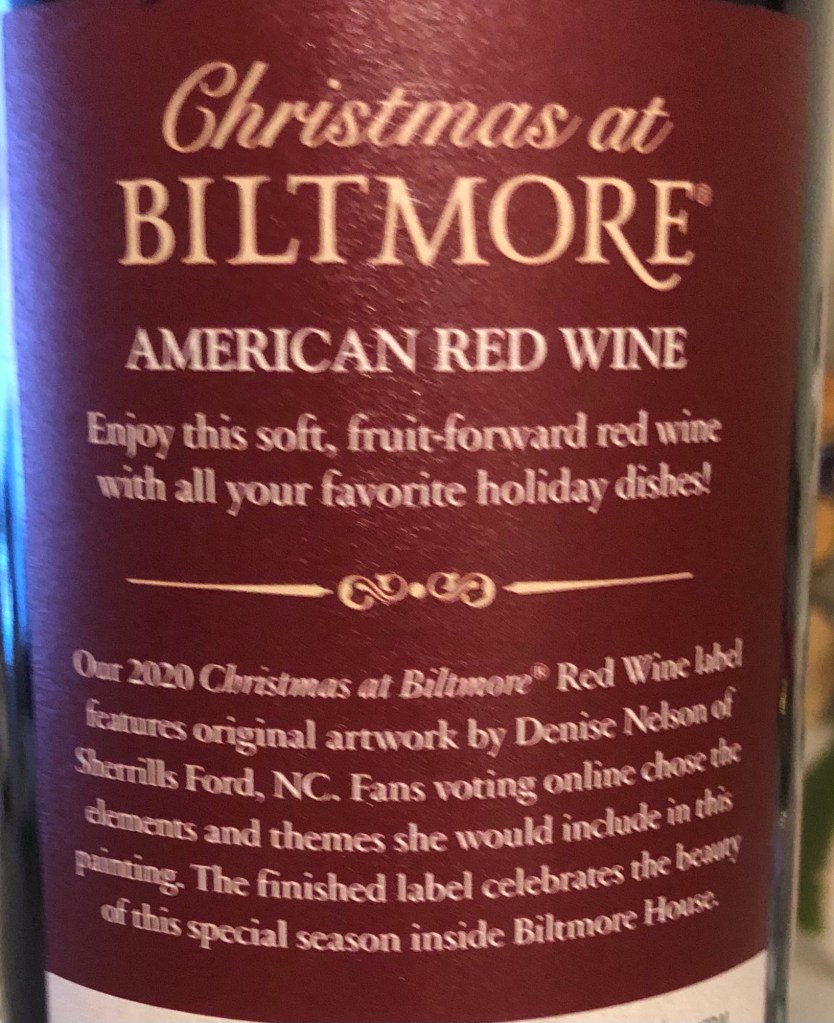 Christmas at
BILTMORE®
AMERICAN RED WINE
Enjoy this soft, fruit-forward red wine
with all your favorite holiday dishes!
Our 2020 Christmas at Biltmore® Red Wine label
features original artwork by Denise Nelson of
Sherrills Ford, NC. Fans voting online chose the
elements and themes she would include in this
painting. The finished label celebrates the beauty
of this special season inside Biltmore House.